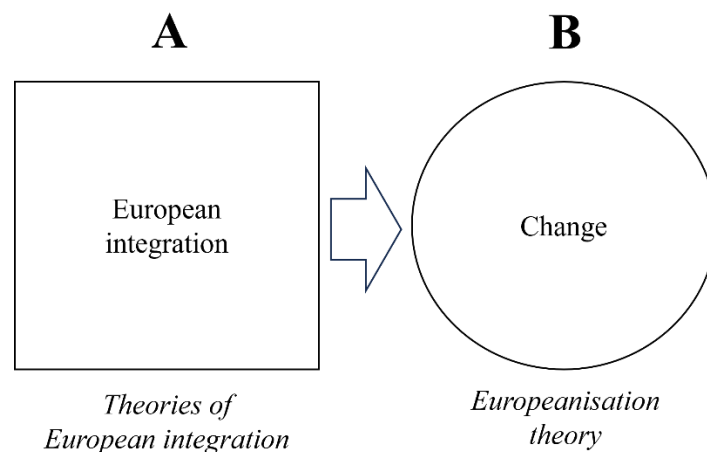 A
B
European
integration
Change
Theories of
European integration
Europeanisation
theory